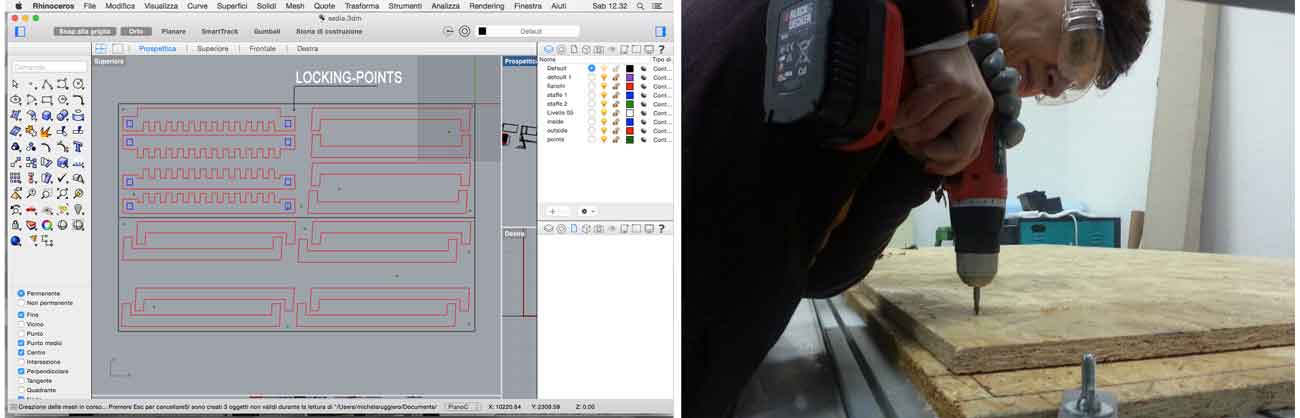 Rhinoceros File Modifica Visualizza Curve Superfici Solidi Mesh Quote Trasforma Strumenti Analizza Rendering Finestra Aiuti Sab 12.32
sedia.3dm
Snap alla griglia Orto Planare SmartTrack Gumball Storia di costruzione Default
Prospettica Superiore Frontale Destra
Superiore
Prospettica
Comando
LOCKING-POINTS
Nome Tipo di
Default Cont...
default 1 Cont...
Cont...
staffe 1 Cont...
staffe 2 Cont...
Livello 05 Cont...
inside Cont...
outside Cont...
points Cont...
Destra
Permanente
Non permanente
Fine
Vicino
Punto
Punto medio
Centro
Intersezione
Perpendicolare
Tangente
Quadrante
Nodo
Creazione delle mesh in corso... Premere Esc per cancellareSi sono creati 3 oggetti non validi durante la lettura di "/Users/micheleruggiero/Documents/ PianoC X: 10220.64 Y: 2309.59 Z: 0.00
BLACK&
DECKER
Cd